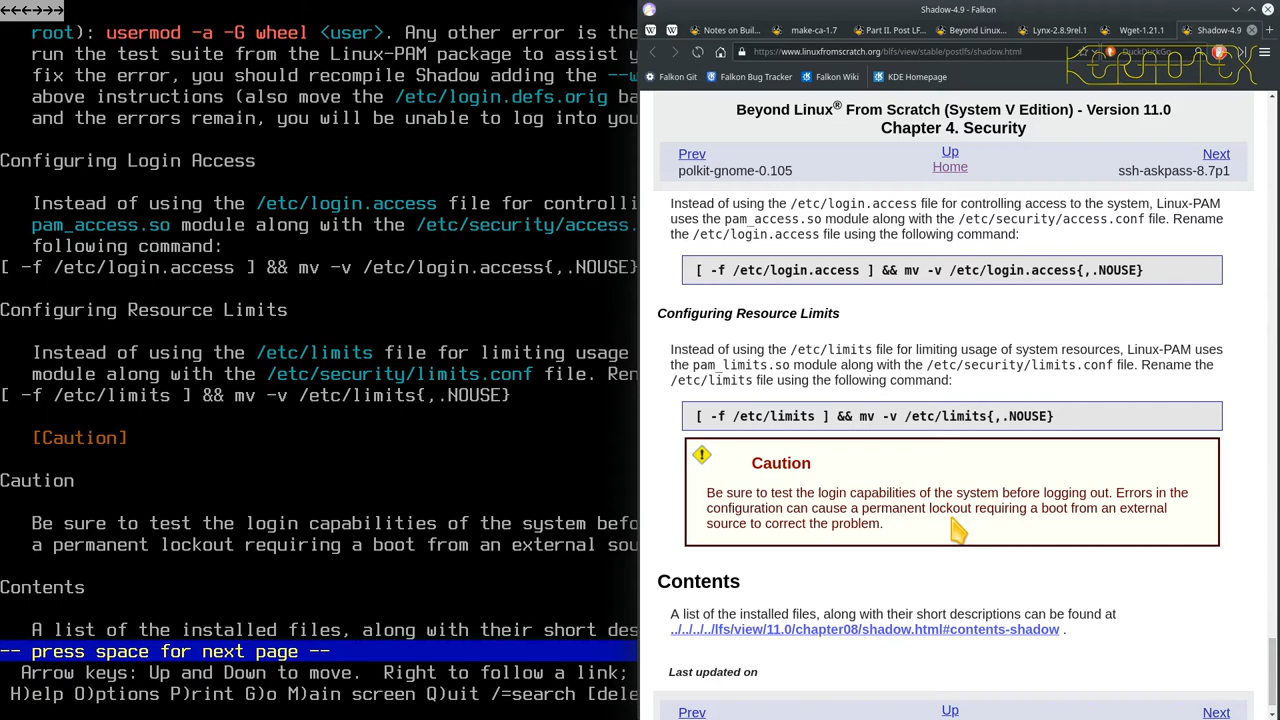 ←←←→→→
root): usermod -a -G wheel <user>. Any other error is the
run the test suite from the Linux-PAM package to assist y
fix the error, you should recompile Shadow adding the --w
above instructions (also move the /etc/login.defs.orig ba
and the errors remain, you will be unable to log into you
Configuring Login Access
Instead of using the /etc/login.access file for controlli
pam_access.so module along with the /etc/security/access.
following command:
[ -f /etc/login.access ] && mv -v /etc/login.access{,.NOUSE}
Configuring Resource Limits
Instead of using the /etc/limits file for limiting usage
module along with the /etc/security/limits.conf file. Ren
[ -f /etc/limits ] && mv -v /etc/limits{,.NOUSE}
[Caution]
Caution
Be sure to test the login capabilities of the system befo
a permanent lockout requiring a boot from an external sou
Contents
A list of the installed files, along with their short des
-- press space for next page --
Arrow keys: Up and Down to move.  Right to follow a link;
H)elp O)ptions P)rint G)o M)ain screen Q)uit /=search [dele
Shadow-4.9 - Falkon
Notes on Buil...
make-ca-1.7
Part II. Post LF...
Beyond Linux...
Lynx-2.8.9rel.1
Wget-1.21.1
Shadow-4.9
https://www.linuxfromscratch.org/blfs/view/stable/postlfs/shadow.html
DuckDuckGo
Falkon Git
Falkon Bug Tracker
Falkon Wiki
KDE Homepage
Beyond Linux® From Scratch (System V Edition) - Version 11.0
Chapter 4. Security
Prev
Up
Next
polkit-gnome-0.105
Home
ssh-askpass-8.7p1
Instead of using the /etc/login.access file for controlling access to the system, Linux-PAM
uses the pam_access.so module along with the /etc/security/access.conf file. Rename
the /etc/login.access file using the following command:
[ -f /etc/login.access ] && mv -v /etc/login.access{,.NOUSE}
Configuring Resource Limits
Instead of using the /etc/limits file for limiting usage of system resources, Linux-PAM uses
the pam_limits.so module along with the /etc/security/limits.conf file. Rename the
/etc/limits file using the following command:
[ -f /etc/limits ] && mv -v /etc/limits{,.NOUSE}
Caution
Be sure to test the login capabilities of the system before logging out. Errors in the
configuration can cause a permanent lockout requiring a boot from an external
source to correct the problem.
Contents
A list of the installed files, along with their short descriptions can be found at
../../../../lfs/view/11.0/chapter08/shadow.html#contents-shadow .
Last updated on
Prev
Up
Next